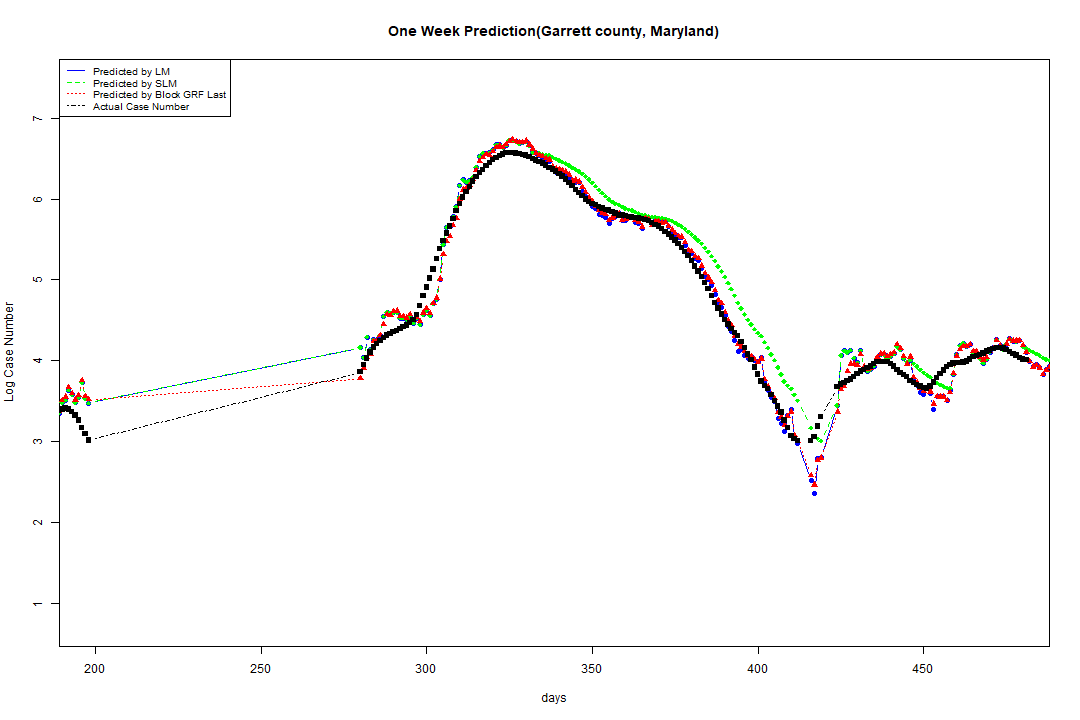 One Week Prediction(Garrett county, Maryland)
Predicted by LM
Predicted by SLM
Predicted by Block GRF Last
Actual Case Number
7
6
5
4
3
2
1
Log Case Number
200 250 300 350 400 450
days